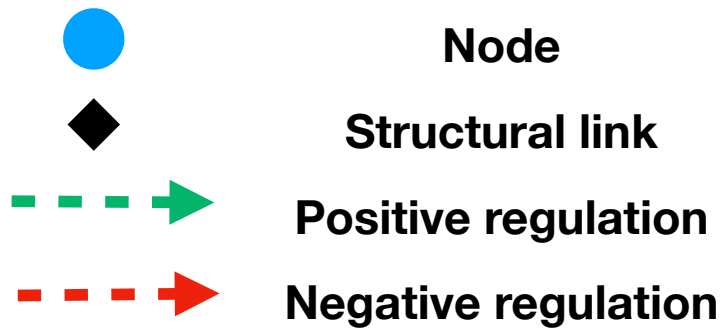 Node
Structural link
Positive regulation
Negative regulation